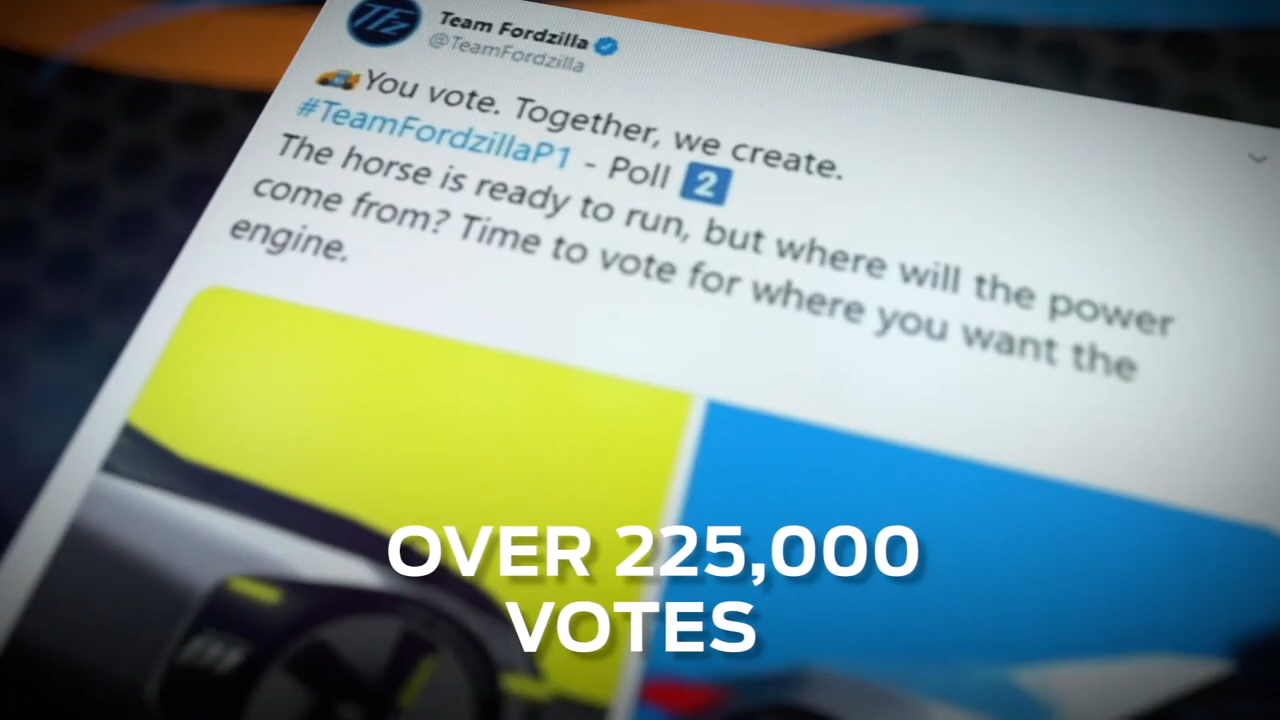 TFz
Team Fordzilla
@TeamFordzilla
You vote. Together, we create.
#TeamFordzillaP1 - Poll 2
The horse is ready to run, but where will the power
come from? Time to vote for where you want the
engine.
OVER 225,000
VOTES